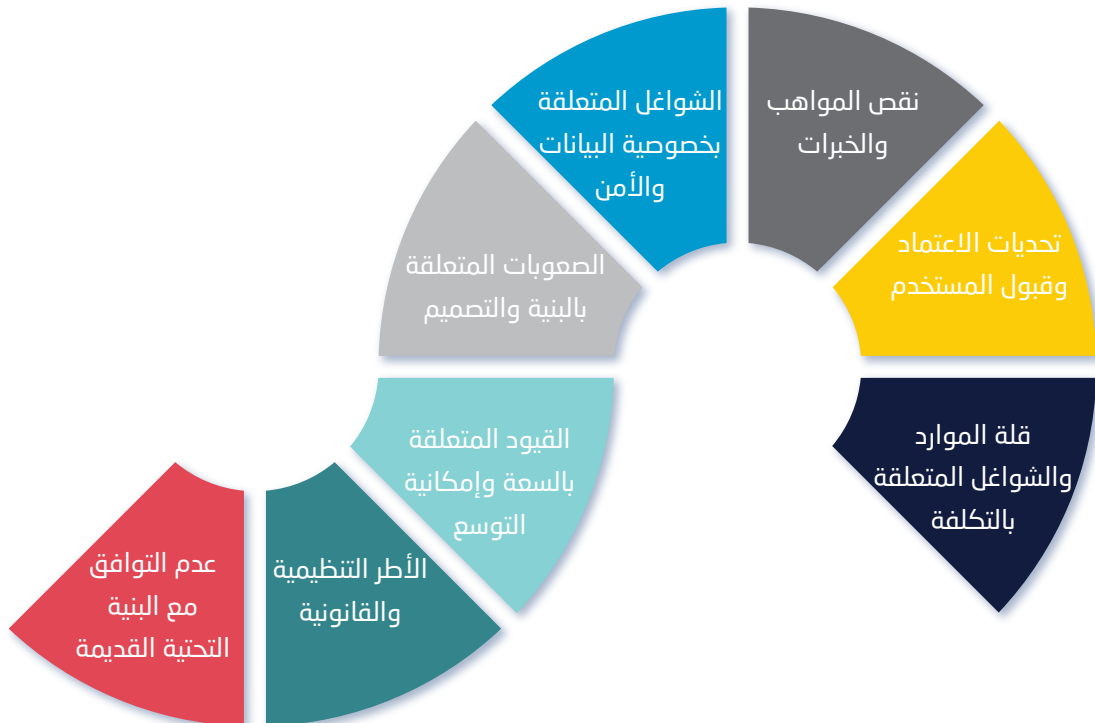 قلة الموارد
والشواغل المتعلقة
بالتكلفة
تحديات الاعتماد
وقبول المستخدم
نقص المواهب
والخبرات
الشواغل المتعلقة
بخصوصية البيانات
والأمن
الصعوبات المتعلقة
بالبنية والتصميم
القيود المتعلقة
بالسعة وإمكانية
التوسع
الأطر التنظيمية
والقانونية
عدم التوافق
مع البنية
التحتية القديمة